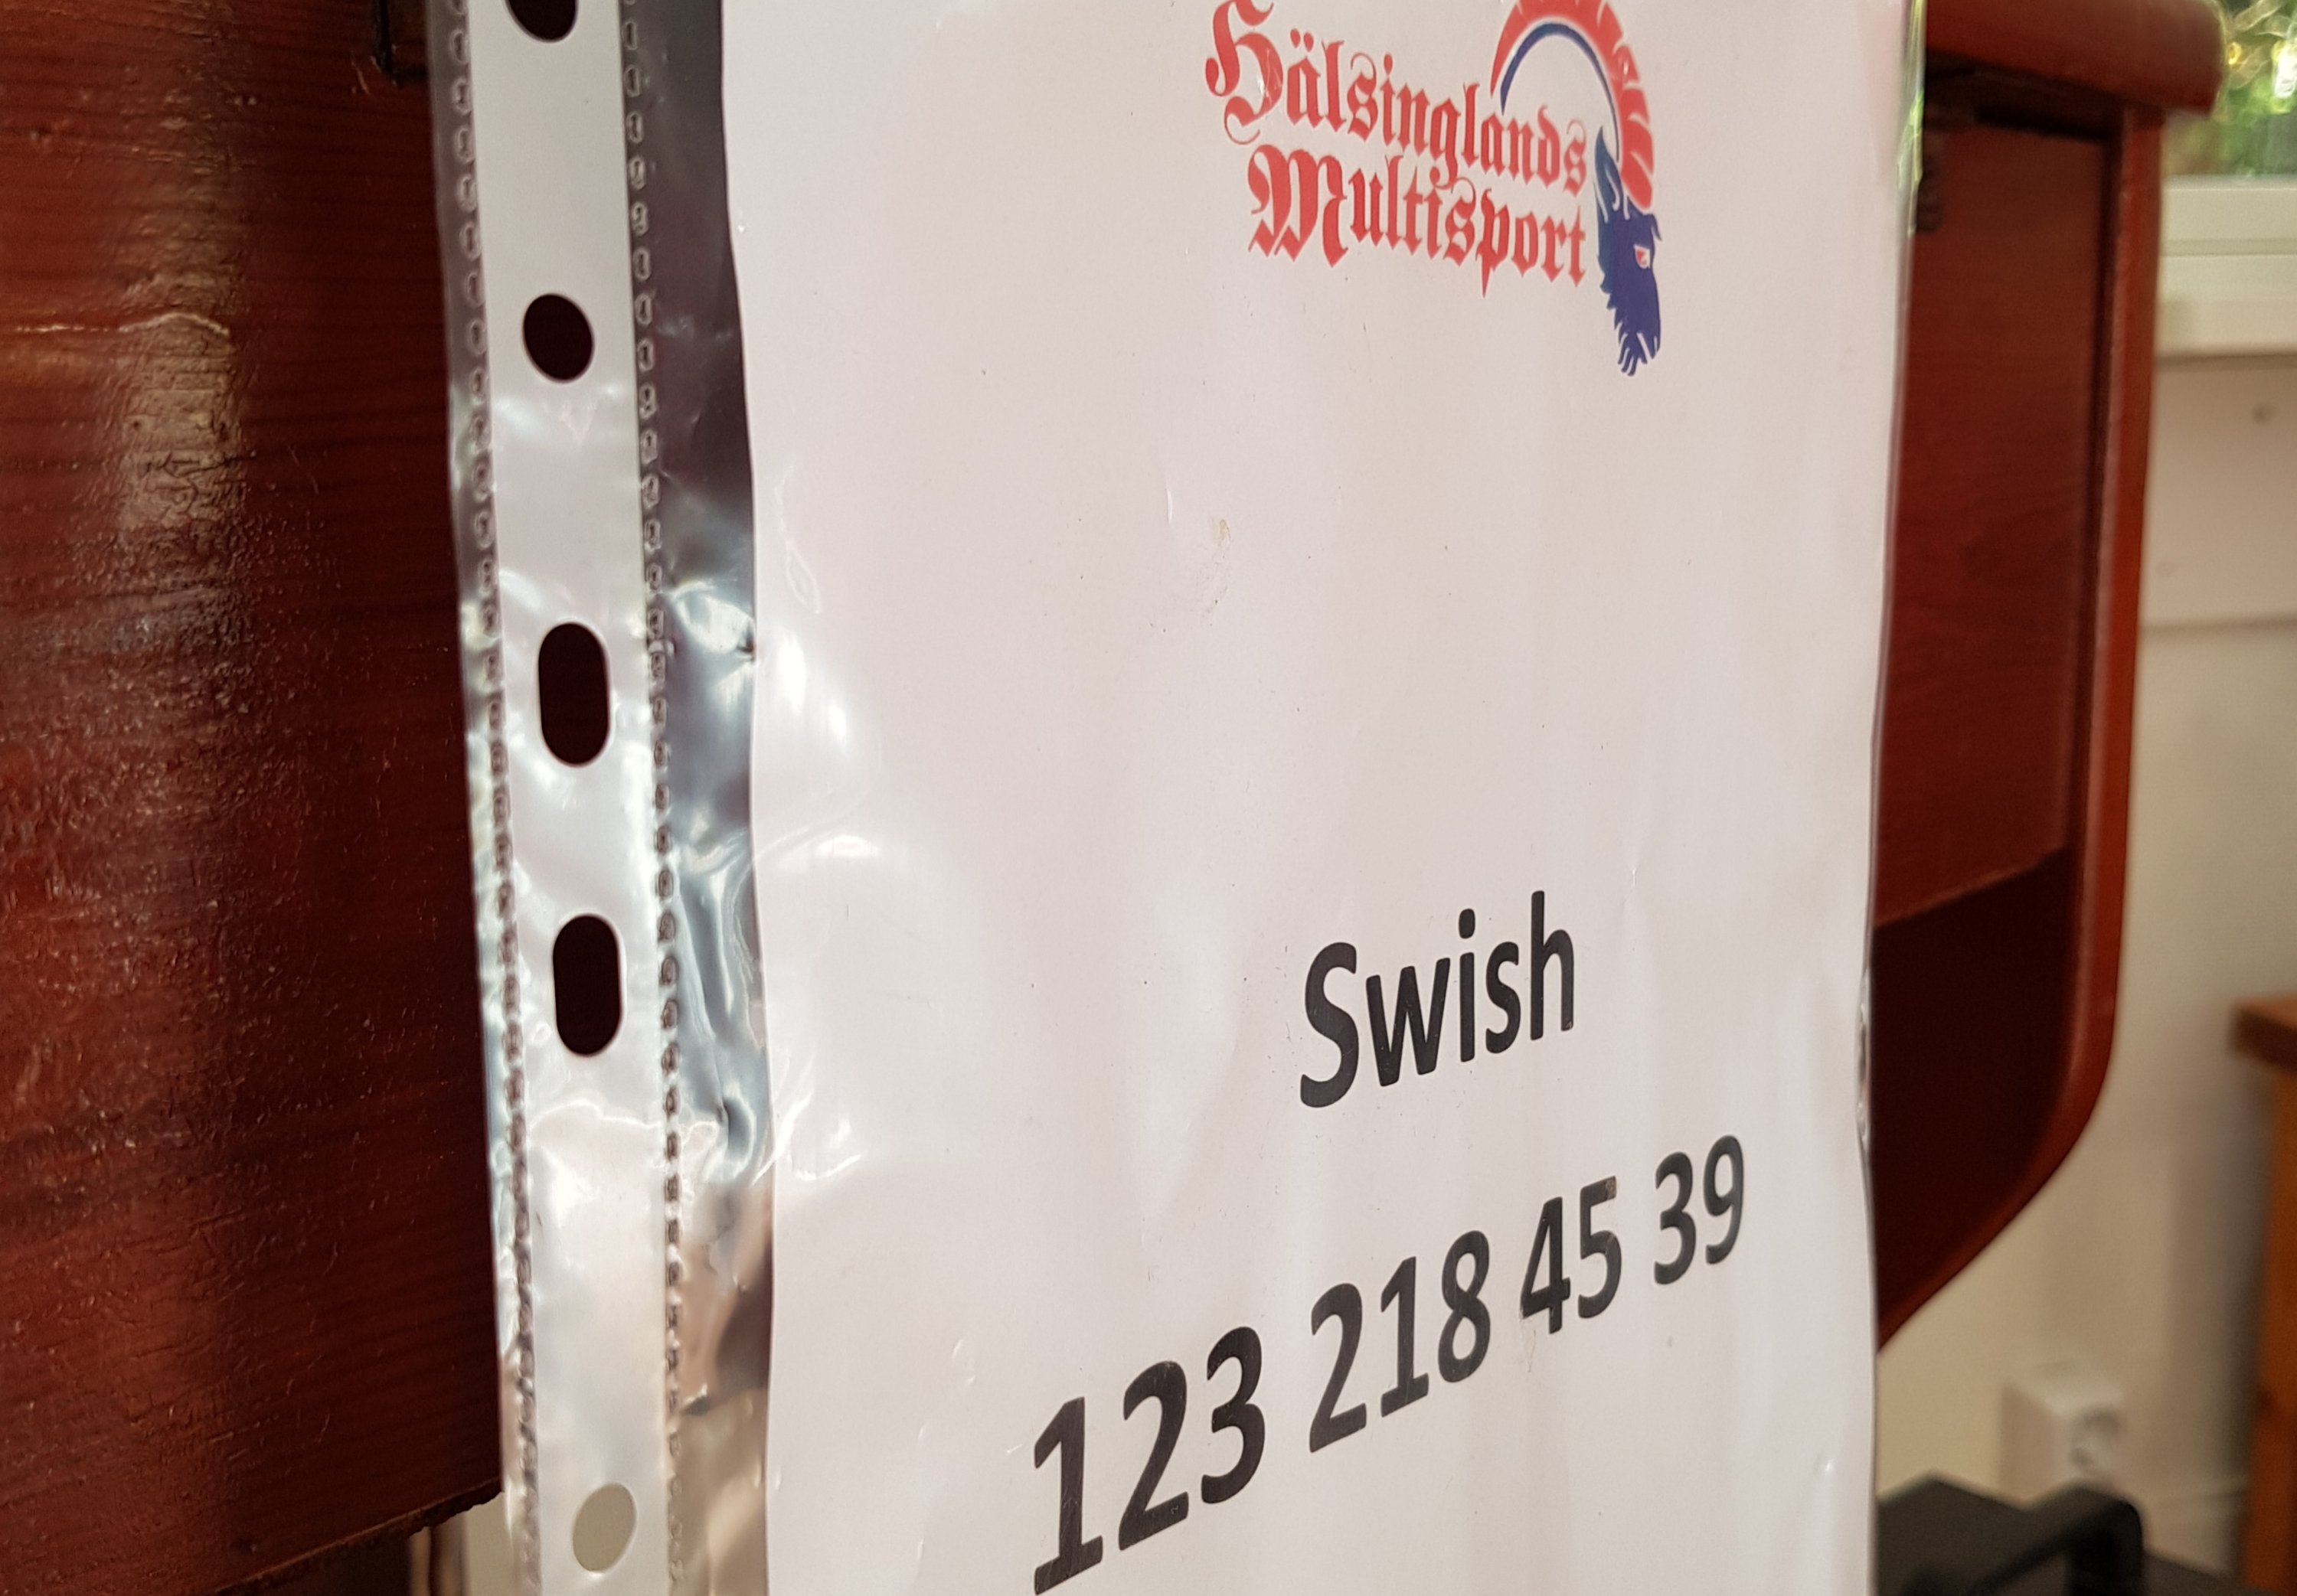 Hälsinglands
Multisport
Swish
123 218 45 39